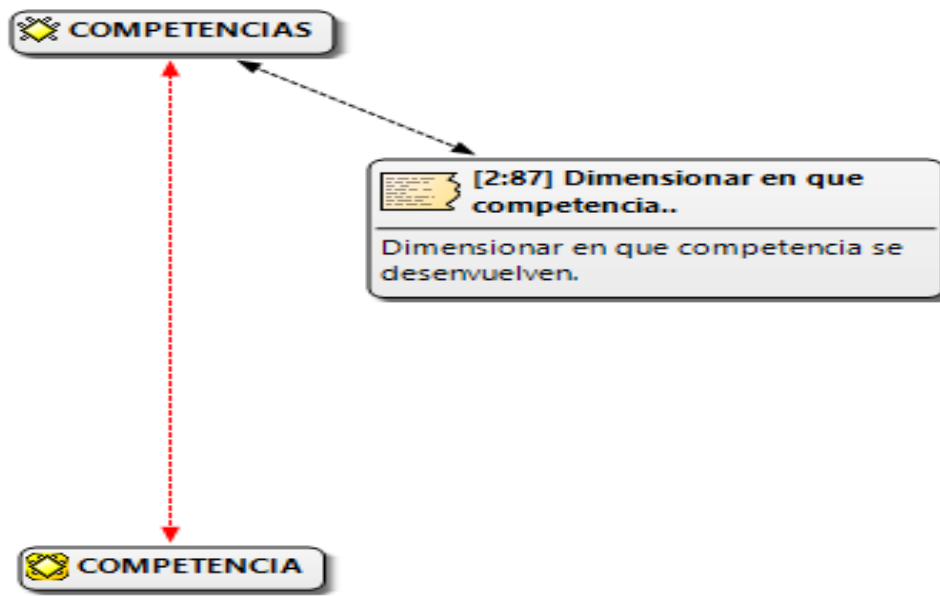 COMPETENCIAS
[2:87] Dimensionar en que
competencia..
Dimensionar en que competencia se
desenvuelven.
COMPETENCIA